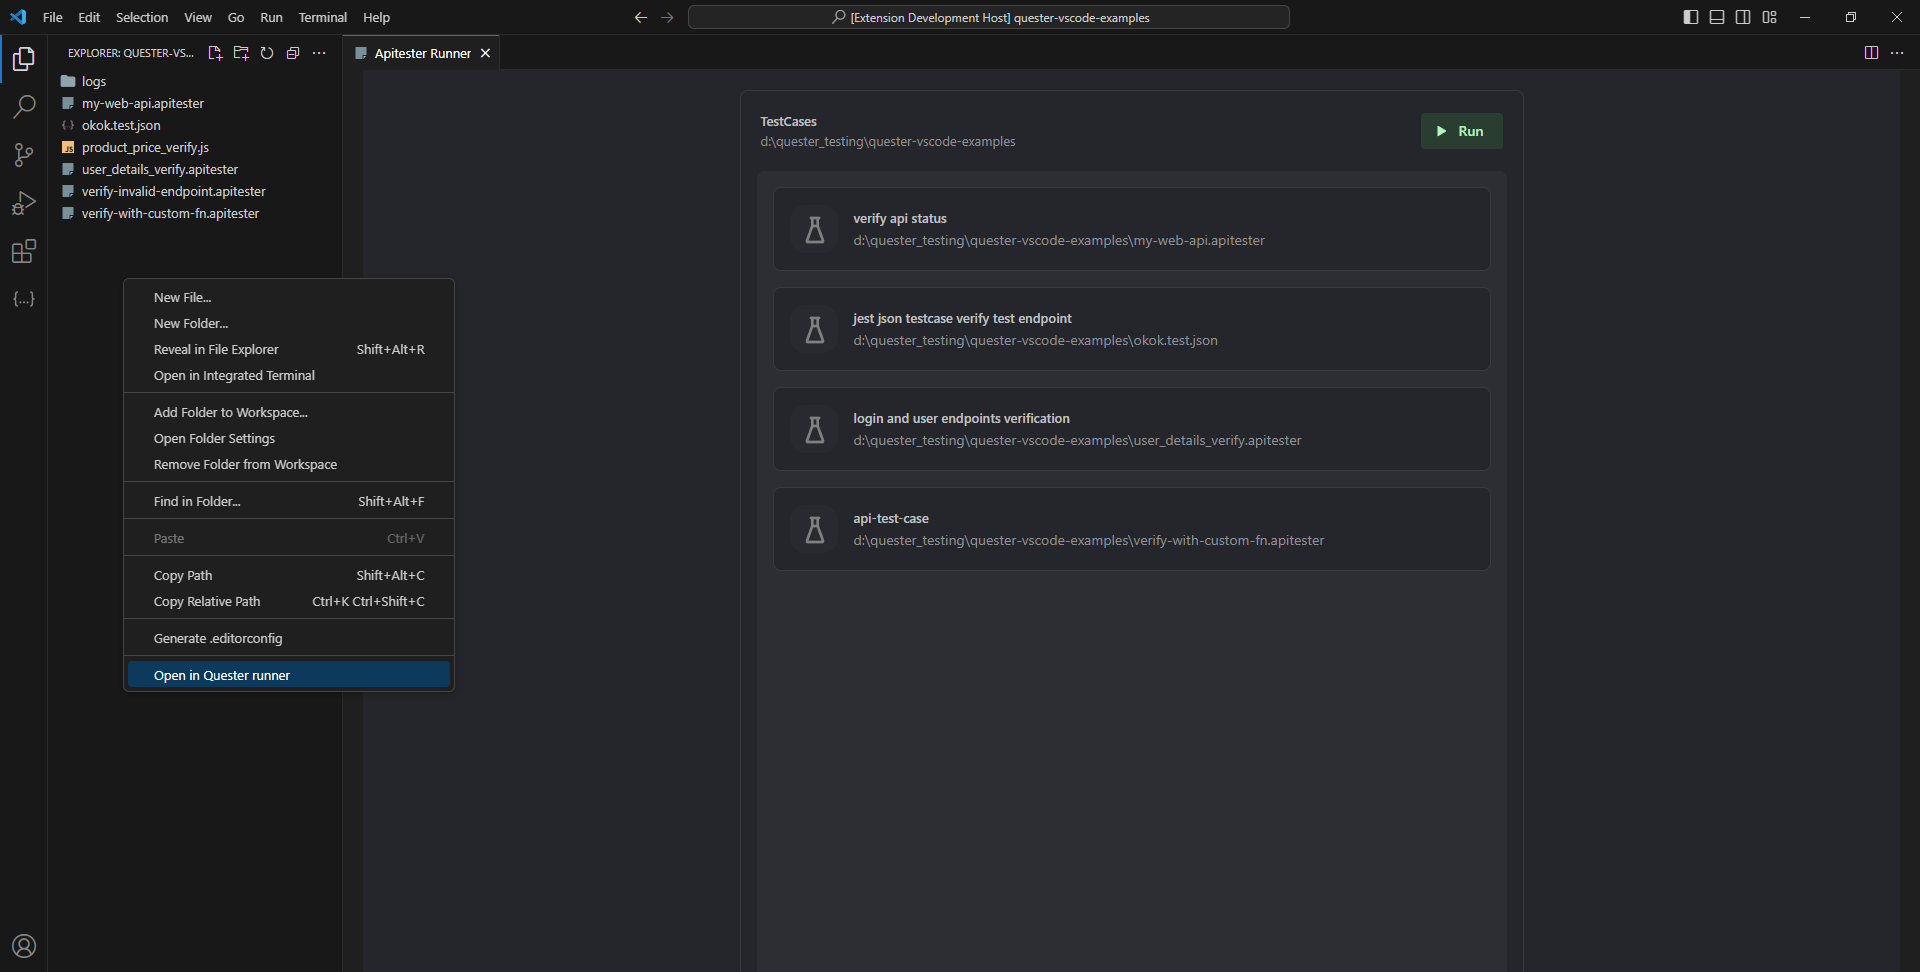 File Edit Selection View Go Run Terminal Help
[Extension Development Host] quester-vscode-examples
EXPLORER: QUESTER-VS...
logs
my-web-api.apitester
okok.test.json
product_price_verify.js
user_details_verify.apitester
verify-invalid-endpoint.apitester
verify-with-custom-fn.apitester
New File...
New Folder...
Reveal in File Explorer Shift+Alt+R
Open in Integrated Terminal
Add Folder to Workspace...
Open Folder Settings
Remove Folder from Workspace
Find in Folder... Shift+Alt+F
Paste Ctrl+V
Copy Path Shift+Alt+C
Copy Relative Path Ctrl+K Ctrl+Shift+C
Generate .editorconfig
Open in Quester runner
Apitester Runner
TestCases
d:\quester_testing\quester-vscode-examples
Run
verify api status
d:\quester_testing\quester-vscode-examples\my-web-api.apitester
jest json testcase verify test endpoint
d:\quester_testing\quester-vscode-examples\okok.test.json
login and user endpoints verification
d:\quester_testing\quester-vscode-examples\user_details_verify.apitester
api-test-case
d:\quester_testing\quester-vscode-examples\verify-with-custom-fn.apitester